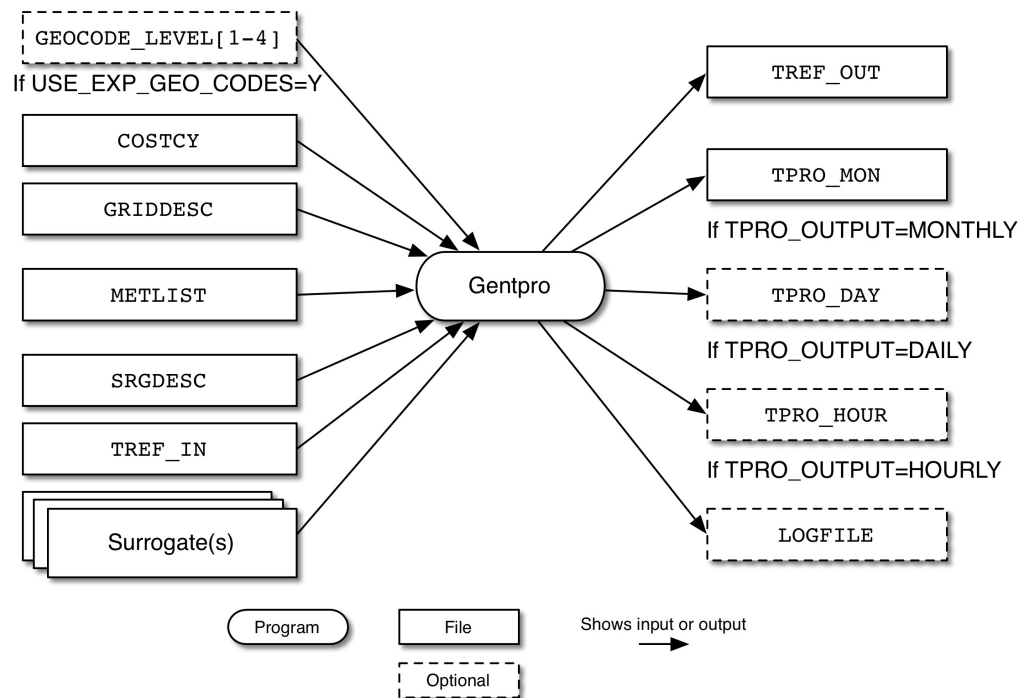 GEOCODE_LEVEL[1-4]
If USE_EXP_GEO_CODES=Y
COSTCY
GRIDDESC
METLIST
SRGDESC
TREF_IN
Surrogate(s)
Gentpro
TREF_OUT
TPRO_MON
If TPRO_OUTPUT=MONTHLY
TPRO_DAY
If TPRO_OUTPUT=DAILY
TPRO_HOUR
If TPRO_OUTPUT=HOURLY
LOGFILE
Program
File
Optional
Shows input or output